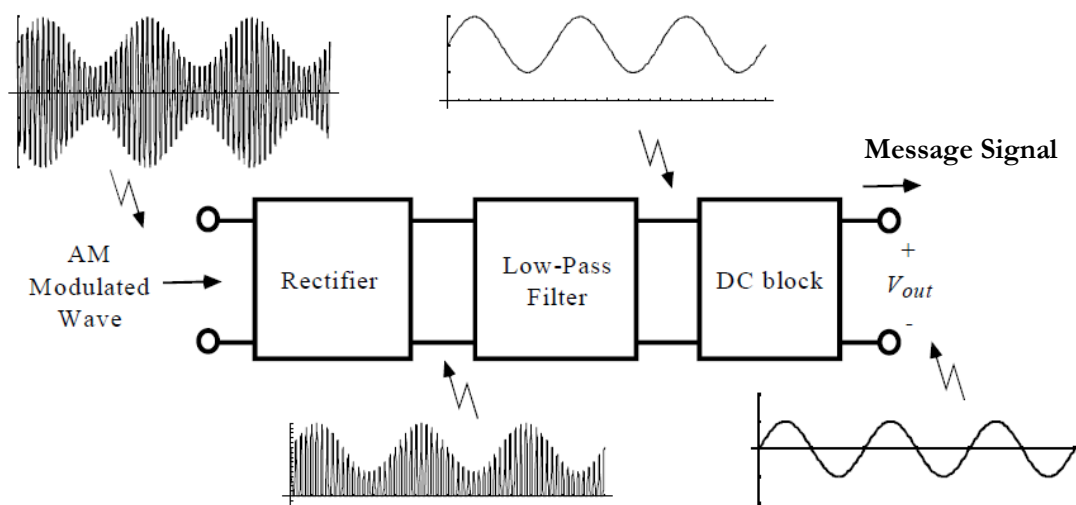 Message Signal
AM
Modulated
Wave
Rectifier
Low-Pass
Filter
DC block
+
Vout
-